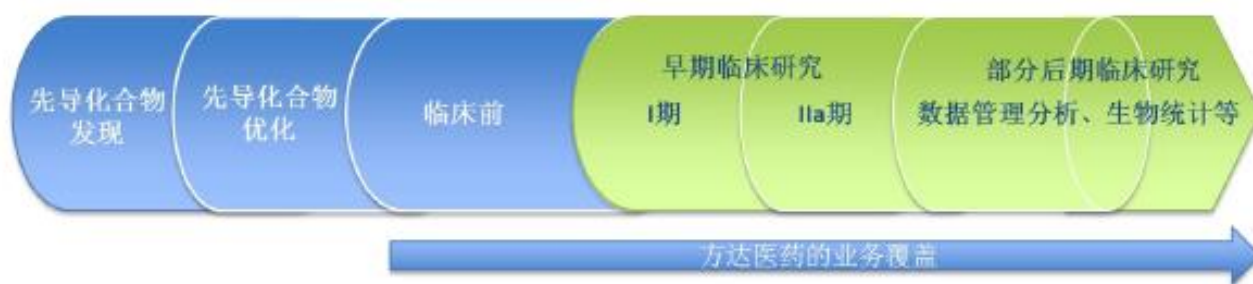 先导化合物
发现
先导化合物
优化
临床前
早期临床研究
I期
IIa期
部分后期临床研究
数据管理分析、生物统计等
方达医药的业务覆盖